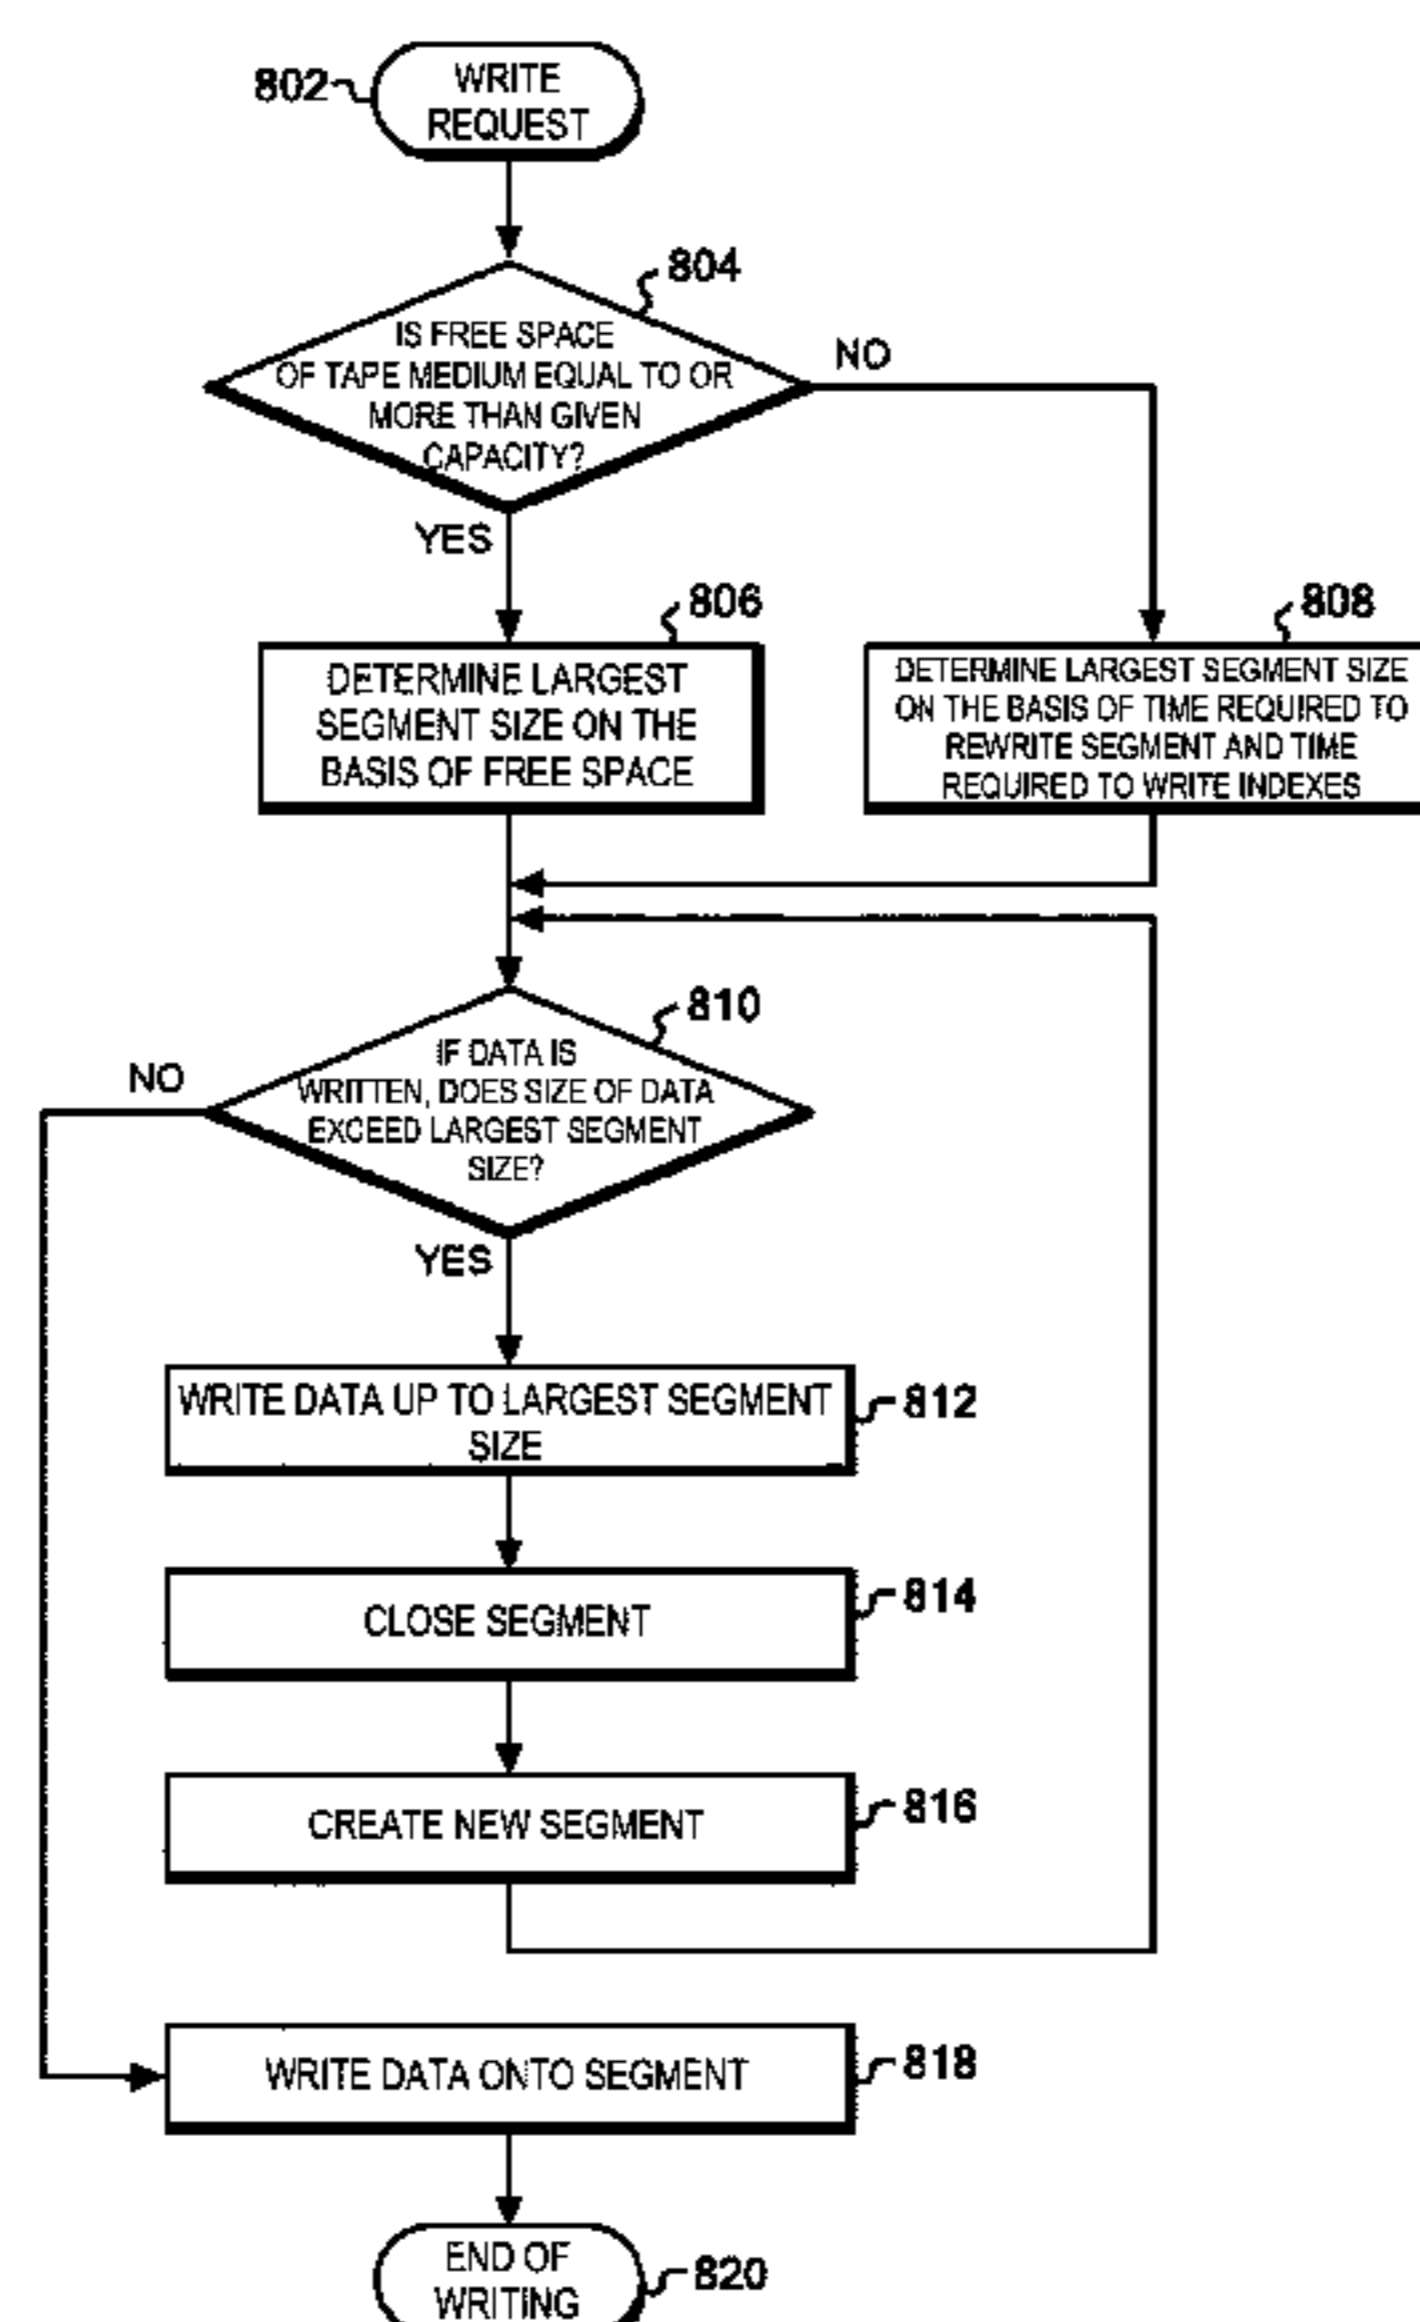 802
WRITE
REQUEST
804
IS FREE SPACE
OF TAPE MEDIUM EQUAL TO OR
MORE THAN GIVEN
CAPACITY?
NO
YES
806
DETERMINE LARGEST
SEGMENT SIZE ON THE
BASIS OF FREE SPACE
808
DETERMINE LARGEST SEGMENT SIZE
ON THE BASIS OF TIME REQUIRED TO
REWRITE SEGMENT AND TIME
REQUIRED TO WRITE INDEXES
810
IF DATA IS
WRITTEN, DOES SIZE OF DATA
EXCEED LARGEST SEGMENT
SIZE?
NO
YES
WRITE DATA UP TO LARGEST SEGMENT
SIZE
812
CLOSE SEGMENT
814
CREATE NEW SEGMENT
816
WRITE DATA ONTO SEGMENT
818
END OF
WRITING
820